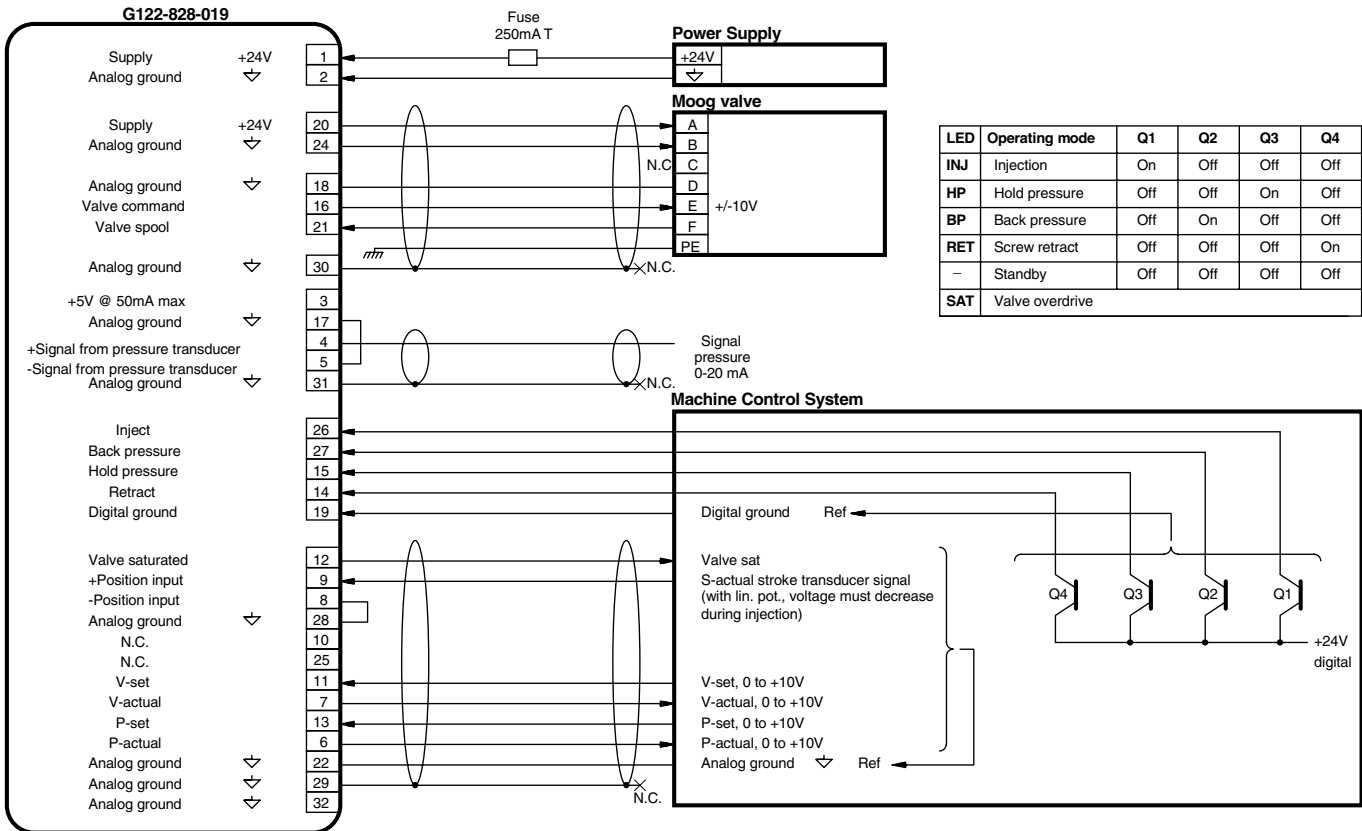 G122-828-019
Supply +24V 1
Analog ground 2
Supply +24V 20
Analog ground 24
Analog ground 18
Valve command 16
Valve spool 21
Analog ground 30
+5V @ 50mA max 3
Analog ground 17
+Signal from pressure transducer 4
-Signal from pressure transducer 5
Analog ground 31
Inject 26
Back pressure 27
Hold pressure 15
Retract 14
Digital ground 19
Valve saturated 12
+Position input 9
-Position input 8
Analog ground 28
N.C. 10
N.C. 25
V-set 11
V-actual 7
P-set 13
P-actual 6
Analog ground 22
Analog ground 29
Analog ground 32
Fuse
250mA T
Power Supply
+24V
Moog valve
A
B
N.C C
D
E +/-10V
F
PE
N.C.
Signal
pressure
0-20 mA
N.C.
Machine Control System
Digital ground Ref
Valve sat
S-actual stroke transducer signal
(with lin. pot., voltage must decrease
during injection)
V-set, 0 to +10V
V-actual, 0 to +10V
P-set, 0 to +10V
P-actual, 0 to +10V
Analog ground Ref
N.C.
Q4 Q3 Q2 Q1
+24V
digital
LED Operating mode Q1 Q2 Q3 Q4
INJ Injection On Off Off Off
HP Hold pressure Off Off On Off
BP Back pressure Off On Off Off
RET Screw retract Off Off Off On
– Standby Off Off Off Off
SAT Valve overdrive